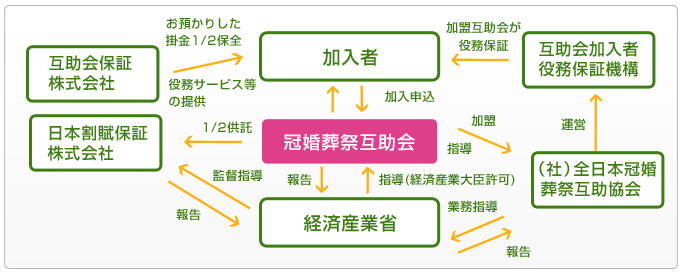 お預かりした
掛金1/2保全
加盟互助会が
役務保証
互助会保証
株式会社
加入者
互助会加入者
役務保証機構
役務サービス等
の提供
加入申込
日本割賦保証
株式会社
1/2供託
冠婚葬祭互助会
加盟
指導
運営
(社)全日本冠婚
葬祭互助協会
監督指導
報告
指導(経済産業大臣許可)
報告
経済産業省
業務指導
報告